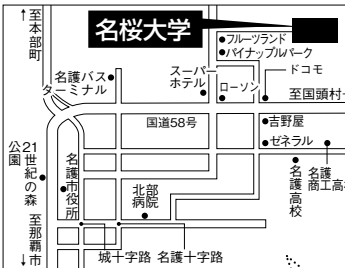 至本部町
名桜大学
フルーツランド
パイナップルパーク
ドコモ
名護バス
ターミナル
スーパー
ホテル
ローソン
至国頭村
国道58号
吉野屋
ゼネラル
21世紀の森
公園
名護市役所
北部
病院
名護高校
名護
商工高
至那覇市
城十字路
名護十字路